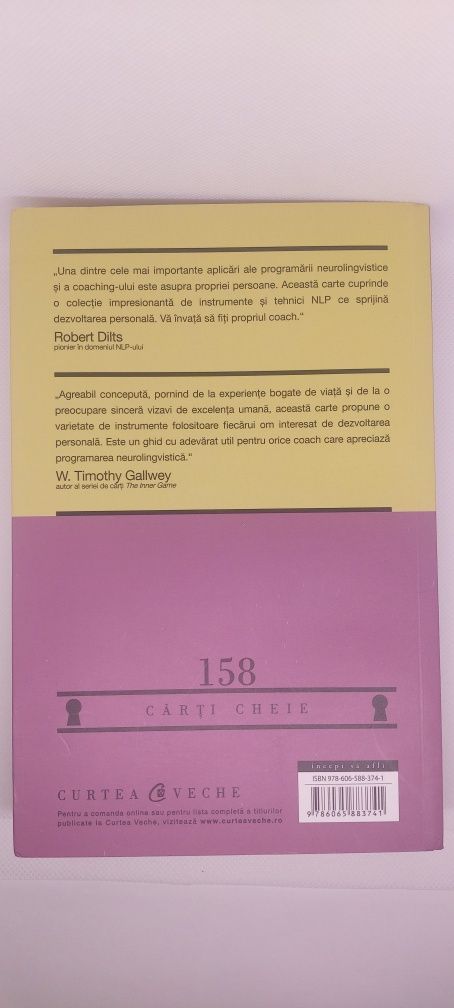 „Una dintre cele mai importante aplicări ale programării neurolingvistice
și a coaching-ului este asupra propriei persoane. Această carte cuprinde
o colecție impresionantă de instrumente și tehnici NLP ce sprijină
dezvoltarea personală. Vă învață să fiți propriul coach.“
Robert Dilts
pionier în domeniul NLP-ului
„Agreabil concepută, pornind de la experiențe bogate de viață și de la o
preocupare sinceră vizavi de excelența umană, această carte propune o
varietate de instrumente folositoare fiecărui om interesat de dezvoltarea
personală. Este un ghid cu adevărat util pentru orice coach care apreciază
programarea neurolingvistică.“
W. Timothy Gallwey
autor al seriei de cărți The Inner Game
158
CĂRȚI CHEIE
începi să afli
ISBN 978-606-588-374-1
9 786065 883741
CURTEA VECHE
Pentru a comanda online sau pentru lista completă a titlurilor
publicate la Curtea Veche, vizitează www.curteaveche.ro